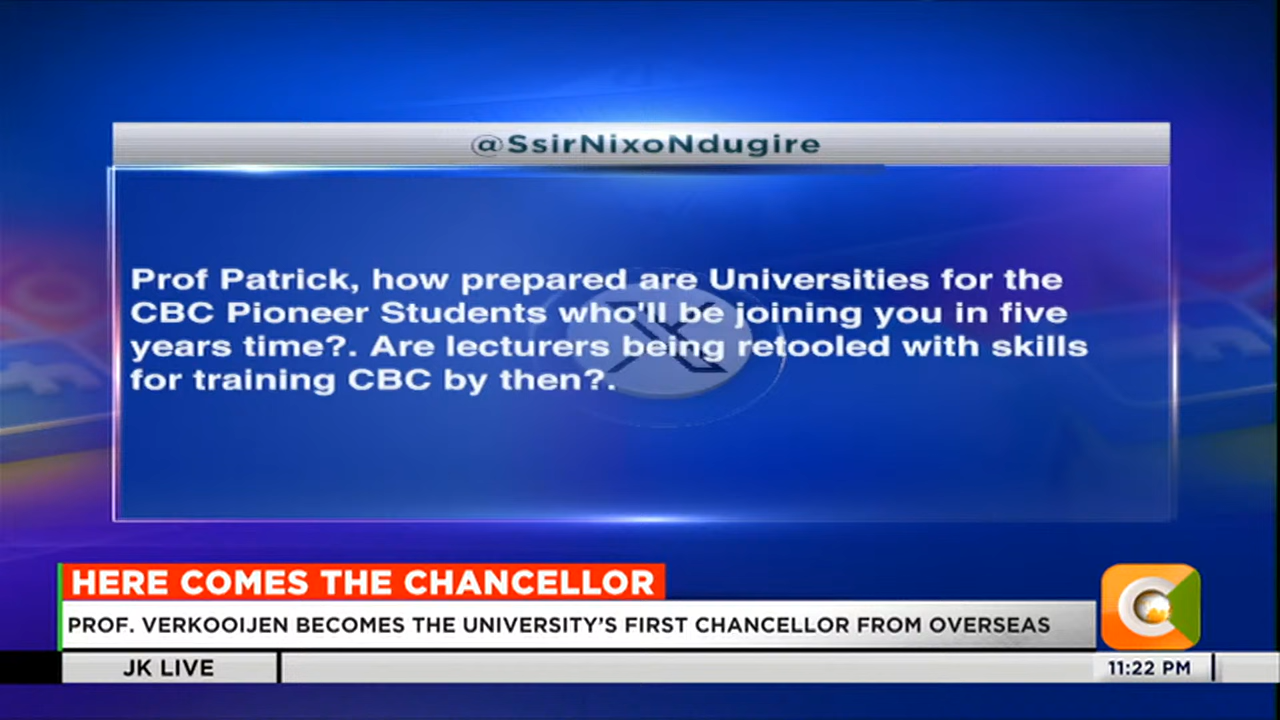 @SsirNixoNdugire
Prof Patrick, how prepared are Universities for the
CBC Pioneer Students who'll be joining you in five
years time?. Are lecturers being retooled with skills
for training CBC by then?.
HERE COMES THE CHANCELLOR
PROF. VERKOOIJEN BECOMES THE UNIVERSITY'S FIRST CHANCELLOR FROM OVERSEAS
JK LIVE
11:22 PM